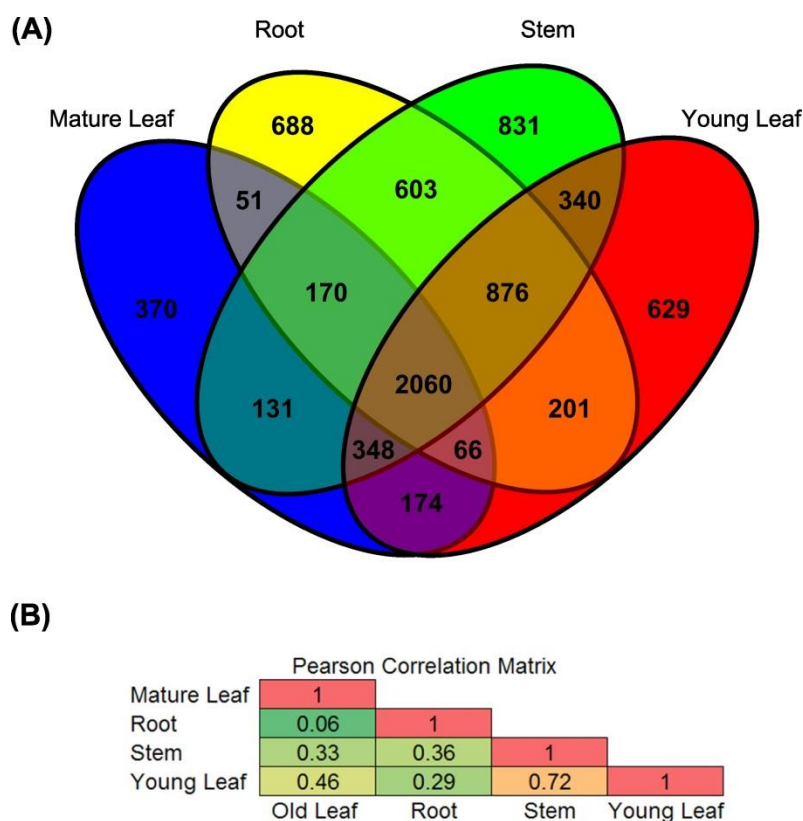 (A)
Root
Stem
Mature Leaf
Young Leaf
688
831
51
603
340
370
170
876
629
131
2060
201
348
66
174
(B)
Pearson Correlation Matrix
Mature Leaf 1
Root 0.06 1
Stem 0.33 0.36 1
Young Leaf 0.46 0.29 0.72 1
Old Leaf Root Stem Young Leaf